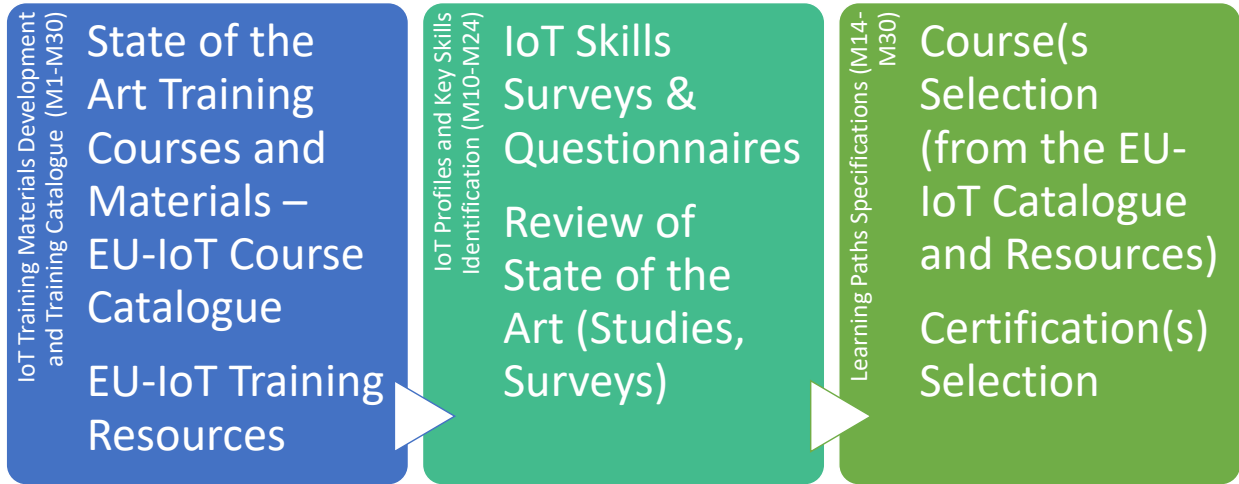 IoT Training Materials Development
and Training Catalogue (M1-M30)
State of the
Art Training
Courses and
Materials –
EU-IoT Course
Catalogue
EU-IoT Training
Resources
IoT Profiles and Key Skills
Identification (M10-M24)
IoT Skills
Surveys &
Questionnaires
Review of
State of the
Art (Studies,
Surveys)
Learning Paths Specifications (M14-
M30)
Course(s
Selection
(from the EU-
IoT Catalogue
and Resources)
Certification(s)
Selection